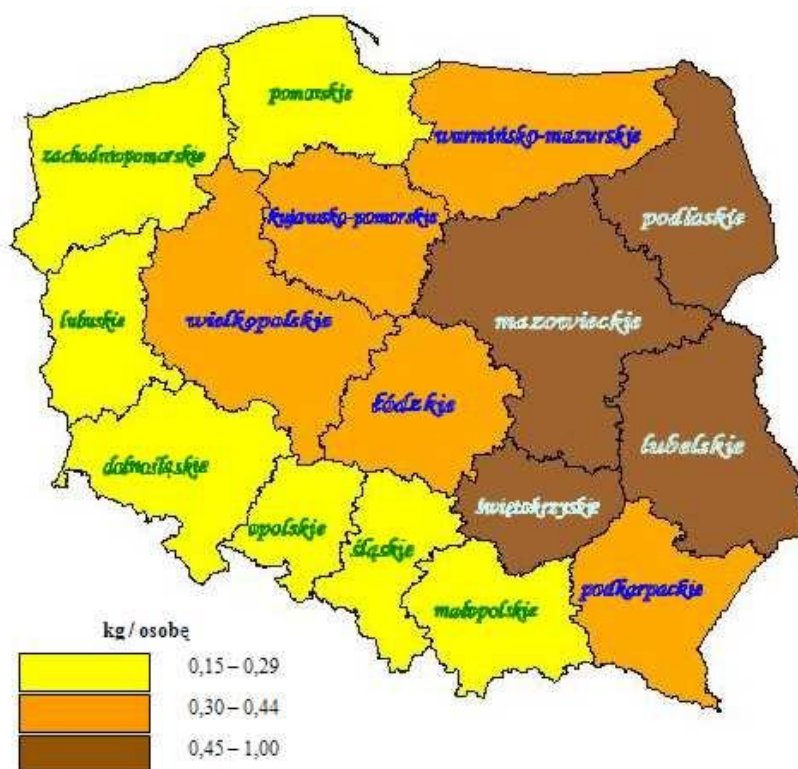 pomorskie
warmińsko-mazurskie
zachodniopomorskie
podlaskie
kujawsko-pomorskie
lubuskie
wielkopolskie
mazowieckie
łódzkie
lubelskie
dolnośląskie
świętokrzyskie
opolskie
śląskie
podkarpackie
małopolskie
kg / osobę
0,15 – 0,29
0,30 – 0,44
0,45 – 1,00